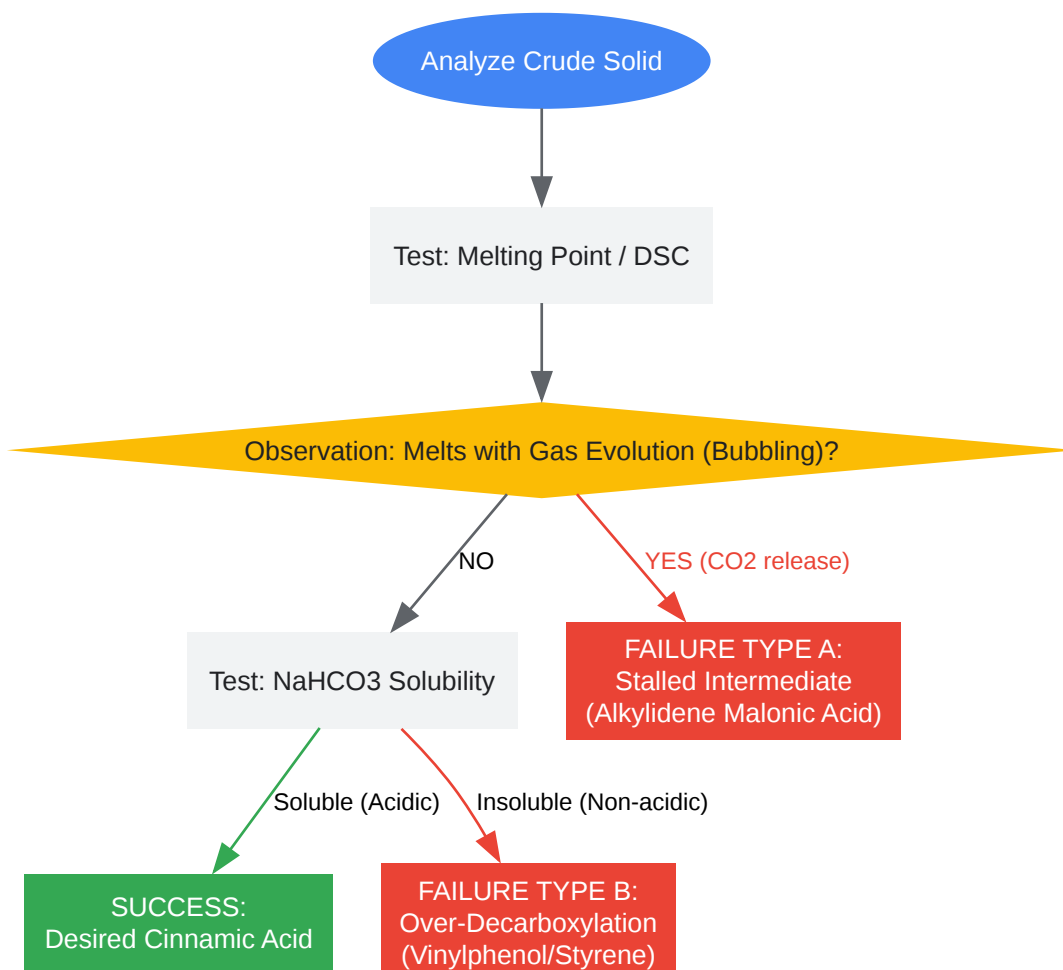 Analyze Crude Solid
Test: Melting Point / DSC
Observation: Melts with Gas Evolution (Bubbling)?
NO
YES (CO2 release)
Test: NaHCO3 Solubility
FAILURE TYPE A:
Stalled Intermediate
(Alkylidene Malonic Acid)
Soluble (Acidic)
Insoluble (Non-acidic)
SUCCESS:
Desired Cinnamic Acid
FAILURE TYPE B:
Over-Decarboxylation
(Vinylphenol/Styrene)